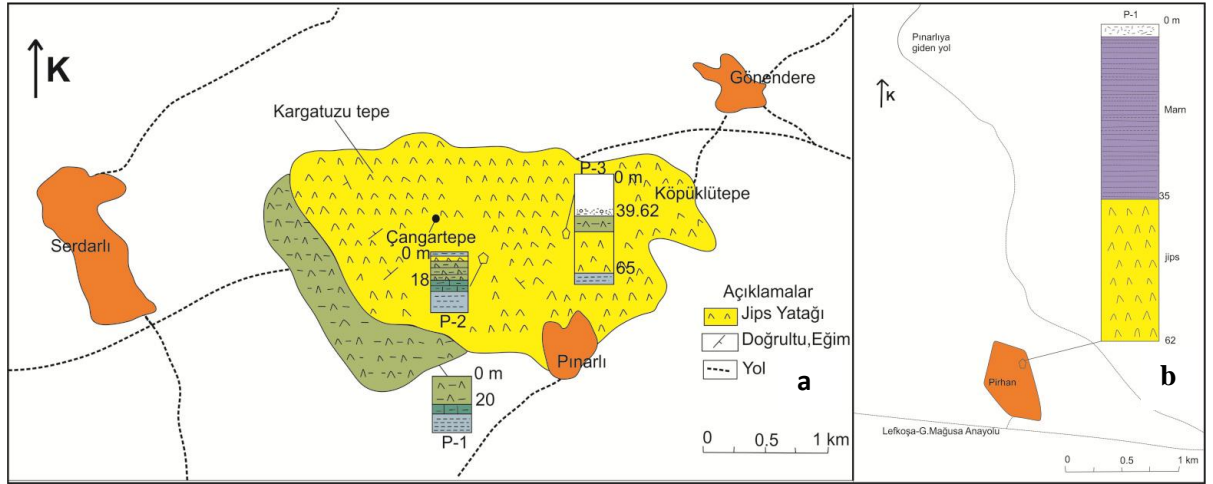 K
Gönendere
Kargatuzu tepe
P-3
0 m
Köpüklütepe
39.62
Serdarlı
Çangartepe
0 m
18
65
P-2
Açıklamalar
Jips Yatağı
Doğrultu,Eğim
Yol
Pınarlı
a
0 m
20
P-1
0 0.5 1 km
P-1
0 m
Pınarlıya
giden yol
K
Marn
35
jips
62
Pirhan
b
Lefkoşa-G.Mağusa Anayolu
0 0.5 1 km